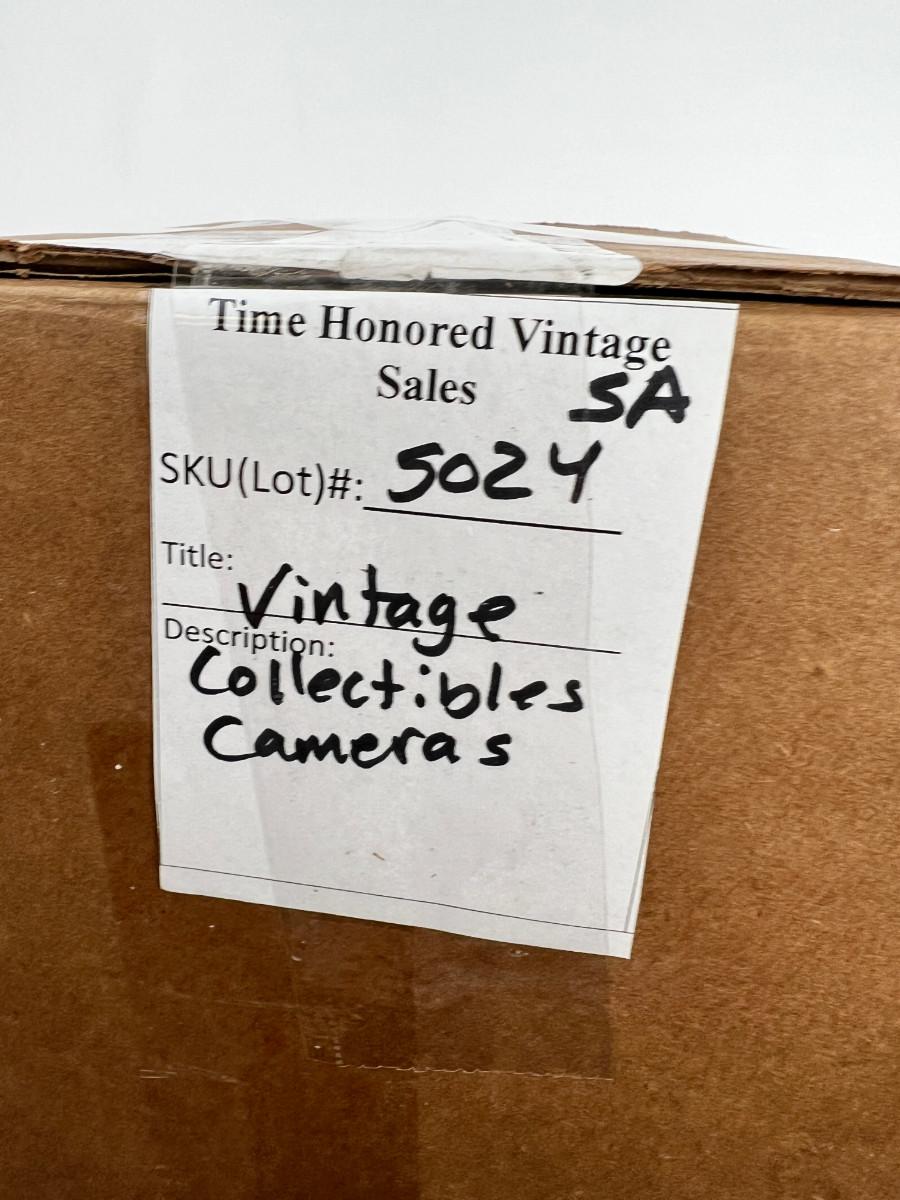 Time Honored Vintage
Sales
SA
SKU(Lot)#: 5024
Title:
Vintage
Description:
Collectibles
Cameras